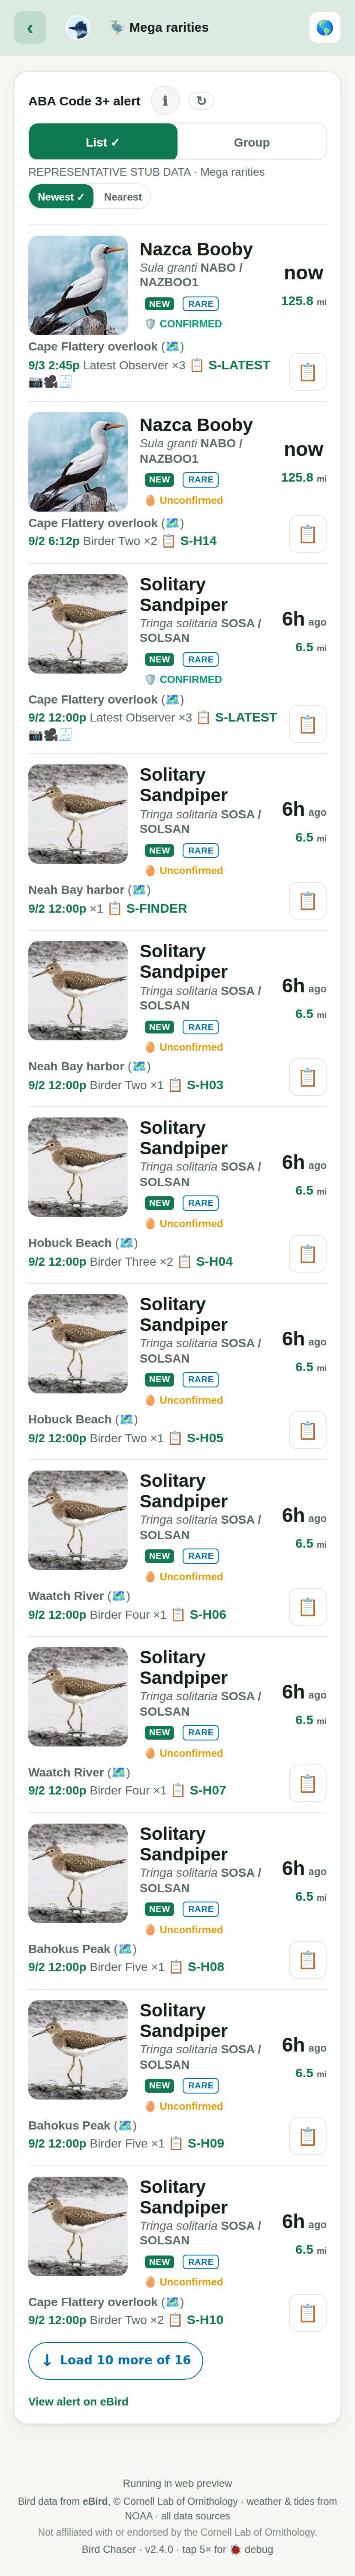 ‹ 🦤 Mega rarities 🌎
ABA Code 3+ alert ℹ ↻
List ✓ Group
REPRESENTATIVE STUB DATA · Mega rarities
Newest ✓ Nearest
Nazca Booby
Sula granti NABO /
NAZBOO1
NEW RARE
🛡️ CONFIRMED
now
125.8 mi
Cape Flattery overlook (🗺️)
9/3 2:45p Latest Observer ×3 📋 S-LATEST
📷🎥🧾
📋
Nazca Booby
Sula granti NABO /
NAZBOO1
NEW RARE
🥚 Unconfirmed
now
125.8 mi
Cape Flattery overlook (🗺️)
9/2 6:12p Birder Two ×2 📋 S-H14
📋
Solitary
Sandpiper
Tringa solitaria SOSA /
SOLSAN
NEW RARE
🛡️ CONFIRMED
6h ago
6.5 mi
Cape Flattery overlook (🗺️)
9/2 12:00p Latest Observer ×3 📋 S-LATEST
📷🎥🧾
📋
Solitary
Sandpiper
Tringa solitaria SOSA /
SOLSAN
NEW RARE
🥚 Unconfirmed
6h ago
6.5 mi
Neah Bay harbor (🗺️)
9/2 12:00p ×1 📋 S-FINDER
📋
Solitary
Sandpiper
Tringa solitaria SOSA /
SOLSAN
NEW RARE
🥚 Unconfirmed
6h ago
6.5 mi
Neah Bay harbor (🗺️)
9/2 12:00p Birder Two ×1 📋 S-H03
📋
Solitary
Sandpiper
Tringa solitaria SOSA /
SOLSAN
NEW RARE
🥚 Unconfirmed
6h ago
6.5 mi
Hobuck Beach (🗺️)
9/2 12:00p Birder Three ×2 📋 S-H04
📋
Solitary
Sandpiper
Tringa solitaria SOSA /
SOLSAN
NEW RARE
🥚 Unconfirmed
6h ago
6.5 mi
Hobuck Beach (🗺️)
9/2 12:00p Birder Two ×1 📋 S-H05
📋
Solitary
Sandpiper
Tringa solitaria SOSA /
SOLSAN
NEW RARE
🥚 Unconfirmed
6h ago
6.5 mi
Waatch River (🗺️)
9/2 12:00p Birder Four ×1 📋 S-H06
📋
Solitary
Sandpiper
Tringa solitaria SOSA /
SOLSAN
NEW RARE
🥚 Unconfirmed
6h ago
6.5 mi
Waatch River (🗺️)
9/2 12:00p Birder Four ×1 📋 S-H07
📋
Solitary
Sandpiper
Tringa solitaria SOSA /
SOLSAN
NEW RARE
🥚 Unconfirmed
6h ago
6.5 mi
Bahokus Peak (🗺️)
9/2 12:00p Birder Five ×1 📋 S-H08
📋
Solitary
Sandpiper
Tringa solitaria SOSA /
SOLSAN
NEW RARE
🥚 Unconfirmed
6h ago
6.5 mi
Bahokus Peak (🗺️)
9/2 12:00p Birder Five ×1 📋 S-H09
📋
Solitary
Sandpiper
Tringa solitaria SOSA /
SOLSAN
NEW RARE
🥚 Unconfirmed
6h ago
6.5 mi
Cape Flattery overlook (🗺️)
9/2 12:00p Birder Two ×2 📋 S-H10
📋
↓ Load 10 more of 16
View alert on eBird
Running in web preview
Bird data from eBird, © Cornell Lab of Ornithology · weather & tides from
NOAA · all data sources
Not affiliated with or endorsed by the Cornell Lab of Ornithology.
Bird Chaser · v2.4.0 · tap 5× for 🐞 debug